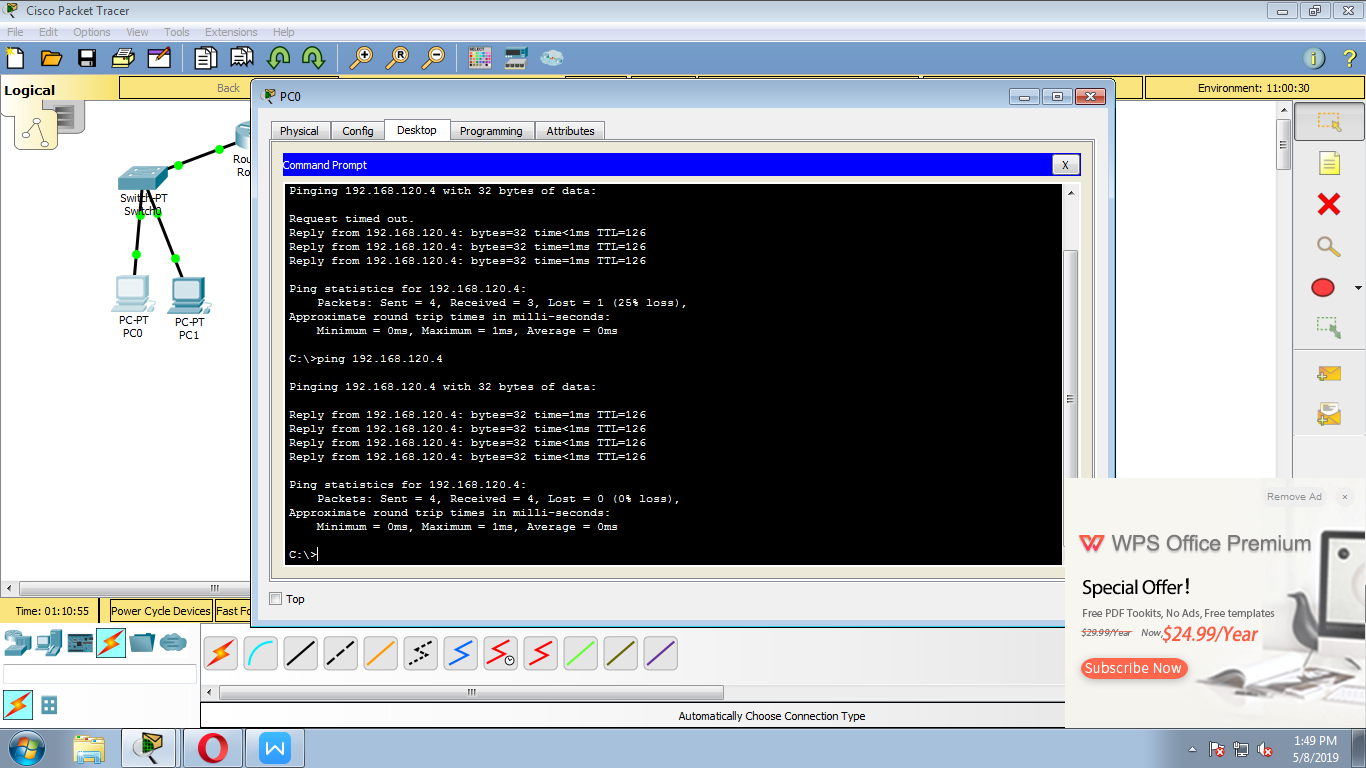 Cisco Packet Tracer
File Edit Options View Tools Extensions Help
Logical
Back
Environment: 11:00:30
PC0
Physical Config Desktop Programming Attributes
Command Prompt
X
Pinging 192.168.120.4 with 32 bytes of data:
Request timed out.
Reply from 192.168.120.4: bytes=32 time<1ms TTL=126
Reply from 192.168.120.4: bytes=32 time=1ms TTL=126
Reply from 192.168.120.4: bytes=32 time=1ms TTL=126
Ping statistics for 192.168.120.4:
Packets: Sent = 4, Received = 3, Lost = 1 (25% loss),
Approximate round trip times in milli-seconds:
Minimum = 0ms, Maximum = 1ms, Average = 0ms
C:\>ping 192.168.120.4
Pinging 192.168.120.4 with 32 bytes of data:
Reply from 192.168.120.4: bytes=32 time=1ms TTL=126
Reply from 192.168.120.4: bytes=32 time<1ms TTL=126
Reply from 192.168.120.4: bytes=32 time<1ms TTL=126
Reply from 192.168.120.4: bytes=32 time<1ms TTL=126
Ping statistics for 192.168.120.4:
Packets: Sent = 4, Received = 4, Lost = 0 (0% loss),
Approximate round trip times in milli-seconds:
Minimum = 0ms, Maximum = 1ms, Average = 0ms
C:\>
Top
Rou
Ro
Switch-PT
Switch0
PC-PT
PC0
PC-PT
PC1
Time: 01:10:55
Power Cycle Devices
Fast Fo
Automatically Choose Connection Type
Remove Ad ×
WPS Office Premium
Special Offer!
Free PDF Tookits, No Ads, Free templates
$29.99/Year Now $24.99/Year
Subscribe Now
1:49 PM
5/8/2019